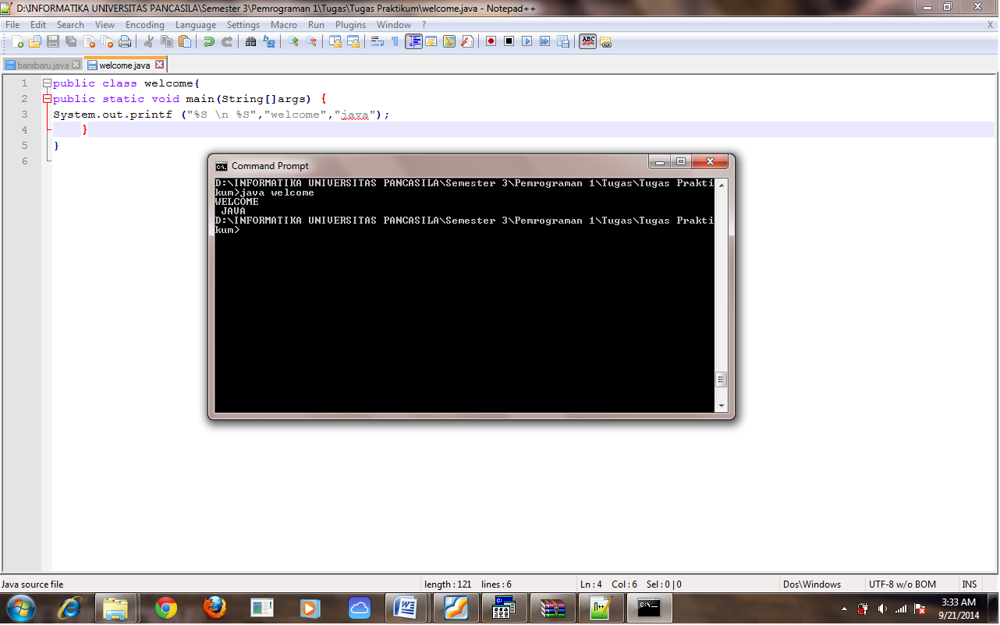 D:\INFORMATIKA UNIVERSITAS PANCASILA\Semester 3\Pemrograman 1\Tugas\Tugas Praktikum\welcome.java - Notepad++
File Edit Search View Encoding Language Settings Macro Run Plugins Window ? X
ABC
barisbaru.java welcome.java
1 public class welcome{
2 public static void main(String[]args) {
3 System.out.printf ("%S \n %S","welcome","java");
4 }
5 }
6
C:\. Command Prompt
D:\INFORMATIKA UNIVERSITAS PANCASILA\Semester 3\Pemrograman 1\Tugas\Tugas Prakti
kum>java welcome
WELCOME
JAVA
D:\INFORMATIKA UNIVERSITAS PANCASILA\Semester 3\Pemrograman 1\Tugas\Tugas Prakti
kum>
Java source file length : 121 lines : 6 Ln : 4 Col : 6 Sel : 0 | 0 Dos\Windows UTF-8 w/o BOM INS
3:33 AM
9/21/2014